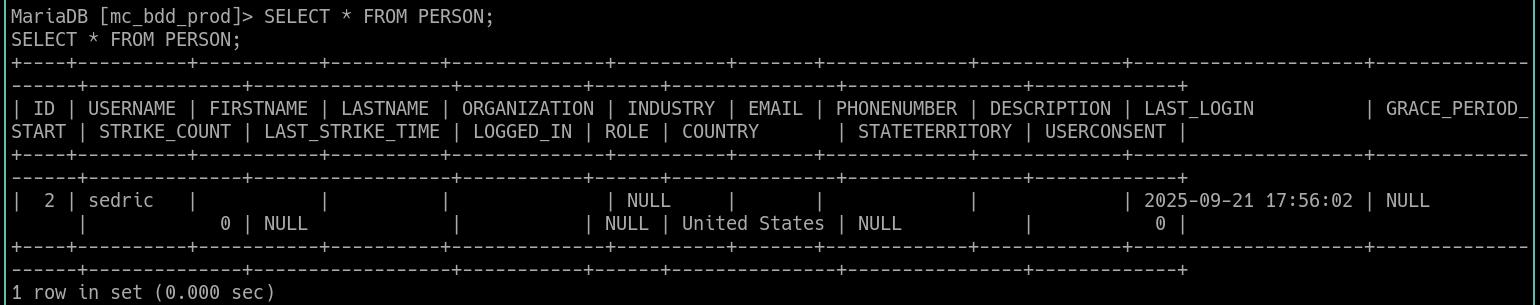 MariaDB [mc_bdd_prod]> SELECT * FROM PERSON;
SELECT * FROM PERSON;
+----+----------+-----------+----------+--------------+----------+-------+-------------+-------------+---------------------+--------------
------+--------------+------------------+-----------+------+---------------+----------------+-------------+
| ID | USERNAME | FIRSTNAME | LASTNAME | ORGANIZATION | INDUSTRY | EMAIL | PHONENUMBER | DESCRIPTION | LAST_LOGIN          | GRACE_PERIOD_
START | STRIKE_COUNT | LAST_STRIKE_TIME | LOGGED_IN | ROLE | COUNTRY       | STATETERRITORY | USERCONSENT |
+----+----------+-----------+----------+--------------+----------+-------+-------------+-------------+---------------------+--------------
------+--------------+------------------+-----------+------+---------------+----------------+-------------+
|  2 | sedric   |           |          |              | NULL     |       |             |             | 2025-09-21 17:56:02 | NULL
      |            0 | NULL             |           | NULL | United States | NULL           |           0 |
+----+----------+-----------+----------+--------------+----------+-------+-------------+-------------+---------------------+--------------
------+--------------+------------------+-----------+------+---------------+----------------+-------------+
1 row in set (0.000 sec)